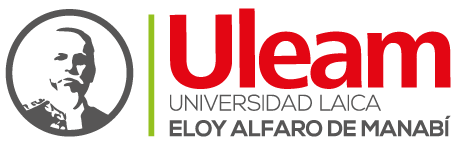 Uleam
UNIVERSIDAD LAICA
ELOY ALFARO DE MANABÍ